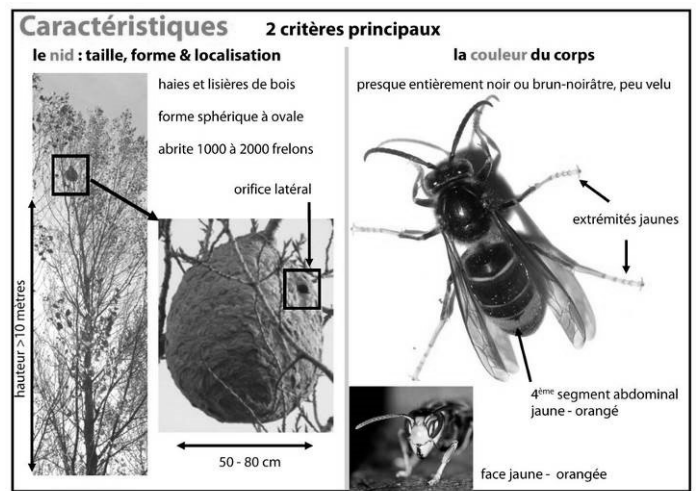 Caractéristiques 2 critères principaux
le nid : taille, forme & localisation
haies et lisières de bois
forme sphérique à ovale
abrite 1000 à 2000 frelons
orifice latéral
hauteur >10 mètres
50 - 80 cm
la couleur du corps
presque entièrement noir ou brun-noirâtre, peu velu
extrémités jaunes
4ème segment abdominal
jaune - orangé
face jaune - orangée